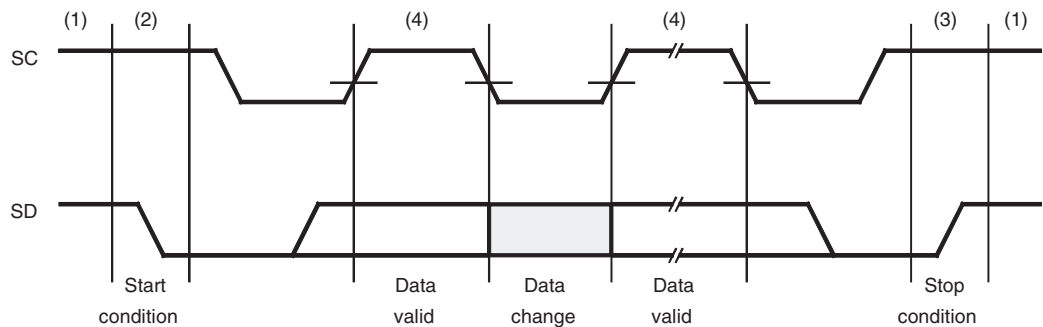 (1) (2) (4) (4) (3) (1)
SC
SD
Start condition
Data valid
Data change
Data valid
Stop condition